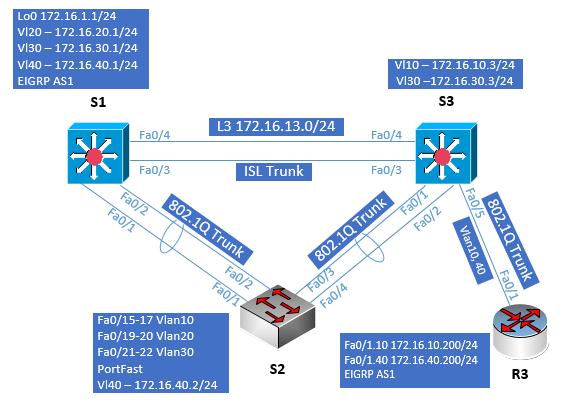 Lo0 172.16.1.1/24
Vl20 – 172.16.20.1/24
Vl30 – 172.16.30.1/24
Vl40 – 172.16.40.1/24
EIGRP AS1
Vl10 – 172.16.10.3/24
Vl30 –172.16.30.3/24
S1
S3
Fa0/4
L3 172.16.13.0/24
Fa0/4
Fa0/3
ISL Trunk
Fa0/3
Fa0/2
Fa0/1
802.1Q Trunk
Fa0/2
Fa0/1
802.1Q Trunk
Fa0/1
Fa0/2
Fa0/3
Fa0/4
Fa0/5
802.1Q Trunk
Vlan10, 40
Fa0/1
Fa0/15-17 Vlan10
Fa0/19-20 Vlan20
Fa0/21-22 Vlan30
PortFast
Vl40 – 172.16.40.2/24
S2
Fa0/1.10 172.16.10.200/24
Fa0/1.40 172.16.40.200/24
EIGRP AS1
R3